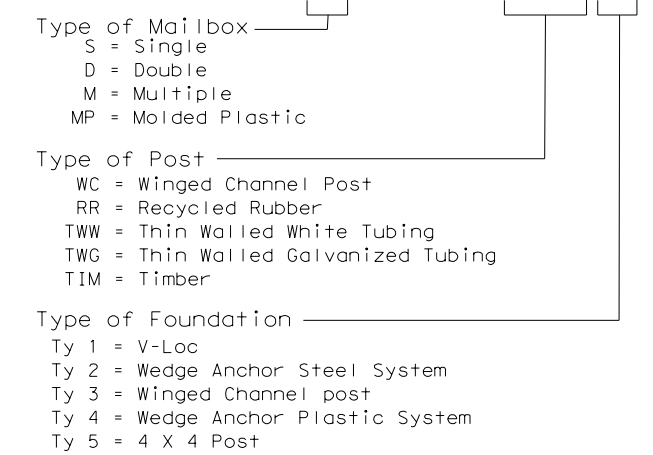 Type of Mailbox
S = Single
D = Double
M = Multiple
MP = Molded Plastic
Type of Post
WC = Winged Channel Post
RR = Recycled Rubber
TWW = Thin Walled White Tubing
TWG = Thin Walled Galvanized Tubing
TIM = Timber
Type of Foundation
Ty 1 = V-Loc
Ty 2 = Wedge Anchor Steel System
Ty 3 = Winged Channel post
Ty 4 = Wedge Anchor Plastic System
Ty 5 = 4 X 4 Post